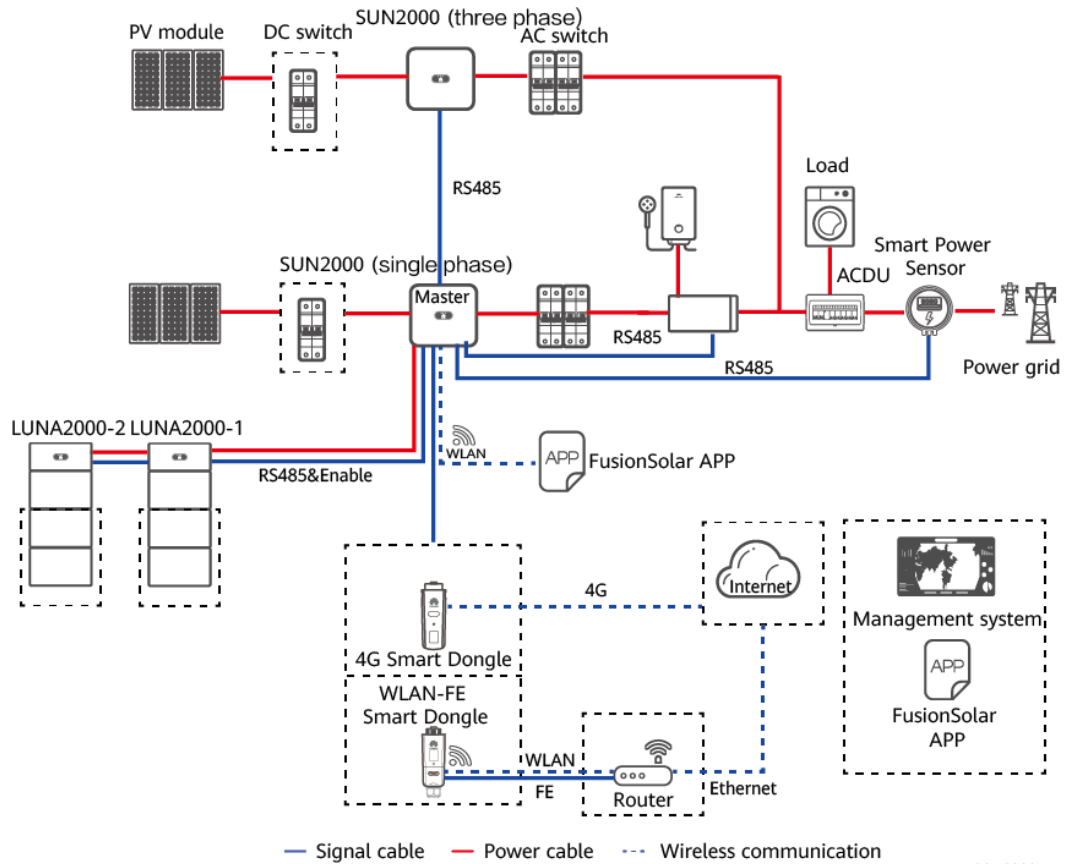 SUN2000 (three phase)
PV module
DC switch
AC switch
RS485
Load
SUN2000 (single phase)
Master
ACDU
Smart Power
Sensor
RS485
RS485
Power grid
LUNA2000-2
LUNA2000-1
RS485&Enable
WLAN
APP
FusionSolar APP
4G
Internet
Management system
4G Smart Dongle
APP
FusionSolar
APP
WLAN-FE
Smart Dongle
WLAN
FE
Router
Ethernet
Signal cable
Power cable
Wireless communication